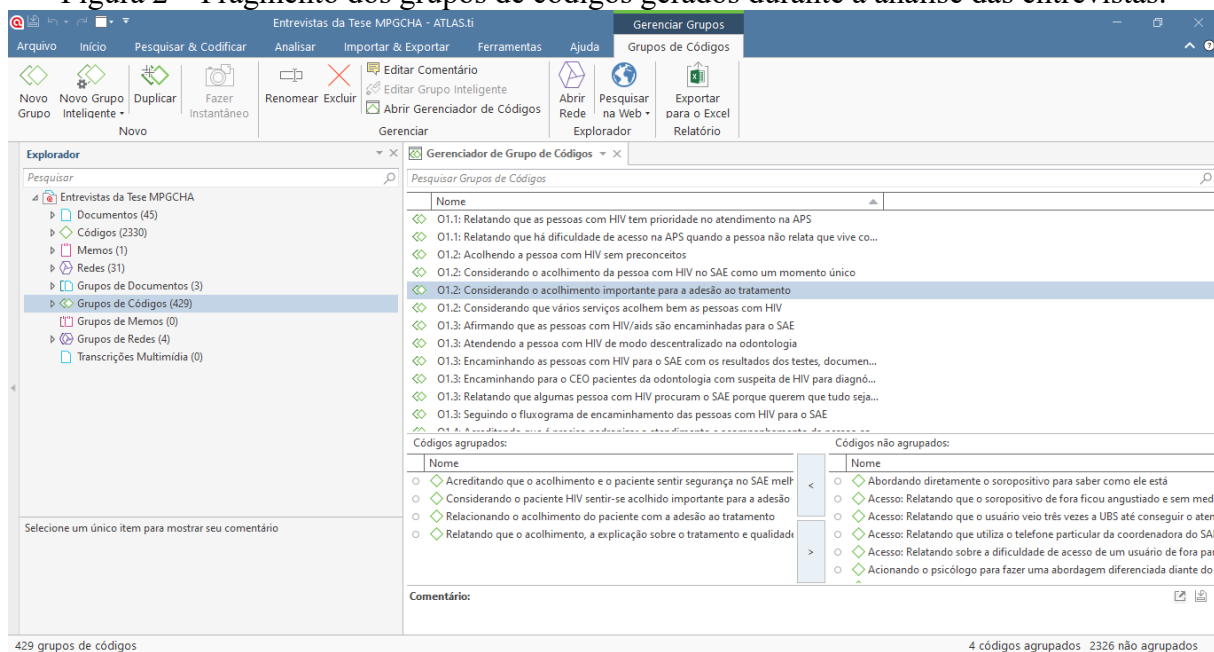 Figura 2 – Fragmento dos grupos de códigos gerados durante a análise das entrevistas.
Entrevistas da Tese MPGCHA - ATLAS.ti
Gerenciar Grupos
Arquivo Início Pesquisar & Codificar Analisar Importar & Exportar Ferramentas Ajuda Grupos de Códigos
Novo Grupo
Novo Grupo Inteligente
Duplicar
Fazer Instantâneo
Novo
Renomear Excluir
Editar Comentário
Editar Grupo Inteligente
Abrir Gerenciador de Códigos
Gerenciar
Abrir Rede
Pesquisar na Web
Explorador
Exportar para o Excel
Relatório
Explorador
Pesquisar
Entrevistas da Tese MPGCHA
Documentos (45)
Códigos (2330)
Memos (1)
Redes (31)
Grupos de Documentos (3)
Grupos de Códigos (429)
Grupos de Memos (0)
Grupos de Redes (4)
Transcrições Multimídia (0)
Selecione um único item para mostrar seu comentário
Gerenciador de Grupo de Códigos
Pesquisar Grupos de Códigos
Nome
O1.1: Relatando que as pessoas com HIV tem prioridade no atendimento na APS
O1.1: Relatando que há dificuldade de acesso na APS quando a pessoa não relata que vive co...
O1.2: Acolhendo a pessoa com HIV sem preconceitos
O1.2: Considerando o acolhimento da pessoa com HIV no SAE como um momento único
O1.2: Considerando o acolhimento importante para a adesão ao tratamento
O1.2: Considerando que vários serviços acolhem bem as pessoas com HIV
O1.3: Afirmando que as pessoas com HIV/aids são encaminhadas para o SAE
O1.3: Atendendo a pessoa com HIV de modo descentralizado na odontologia
O1.3: Encaminhando as pessoas com HIV para o SAE com os resultados dos testes, documen...
O1.3: Encaminhando para o CEO pacientes da odontologia com suspeita de HIV para diagnó...
O1.3: Relatando que algumas pessoas com HIV procuram o SAE porque querem que tudo seja...
O1.3: Seguindo o fluxograma de encaminhamento das pessoas com HIV para o SAE
Códigos agrupados:
Nome
Acreditando que o acolhimento e o paciente sentir segurança no SAE melh
Considerando o paciente HIV sentir-se acolhido importante para a adesão
Relacionando o acolhimento do paciente com a adesão ao tratamento
Relatando que o acolhimento, a explicação sobre o tratamento e qualidade
<
>
Códigos não agrupados:
Nome
Abordando diretamente o soropositivo para saber como ele está
Acesso: Relatando que o soropositivo de fora ficou angustiado e sem med
Acesso: Relatando que o usuário veio três vezes a UBS até conseguir o aten
Acesso: Relatando que utiliza o telefone particular da coordenadora do SA
Acesso: Relatando sobre a dificuldade de acesso de um usuário de fora par
Acionando o psicólogo para fazer uma abordagem diferenciada diante do
Comentário:
429 grupos de códigos
4 códigos agrupados 2326 não agrupados